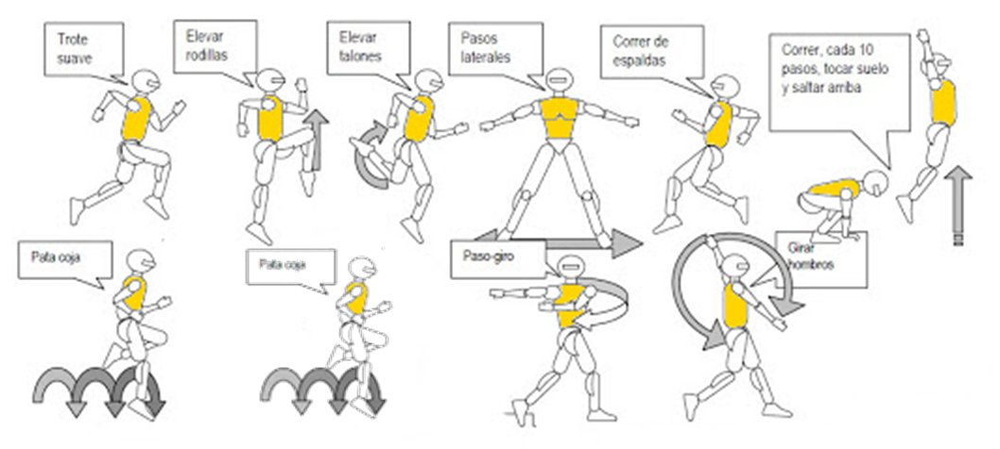 Trote
suave
Elevar
rodillas
Elevar
talones
Pasos
laterales
Correr de
espaldas
Correr, cada 10
pasos, tocar suelo
y saltar arriba
Pata coja
Pata coja
Paso-giro
Girar
hombros